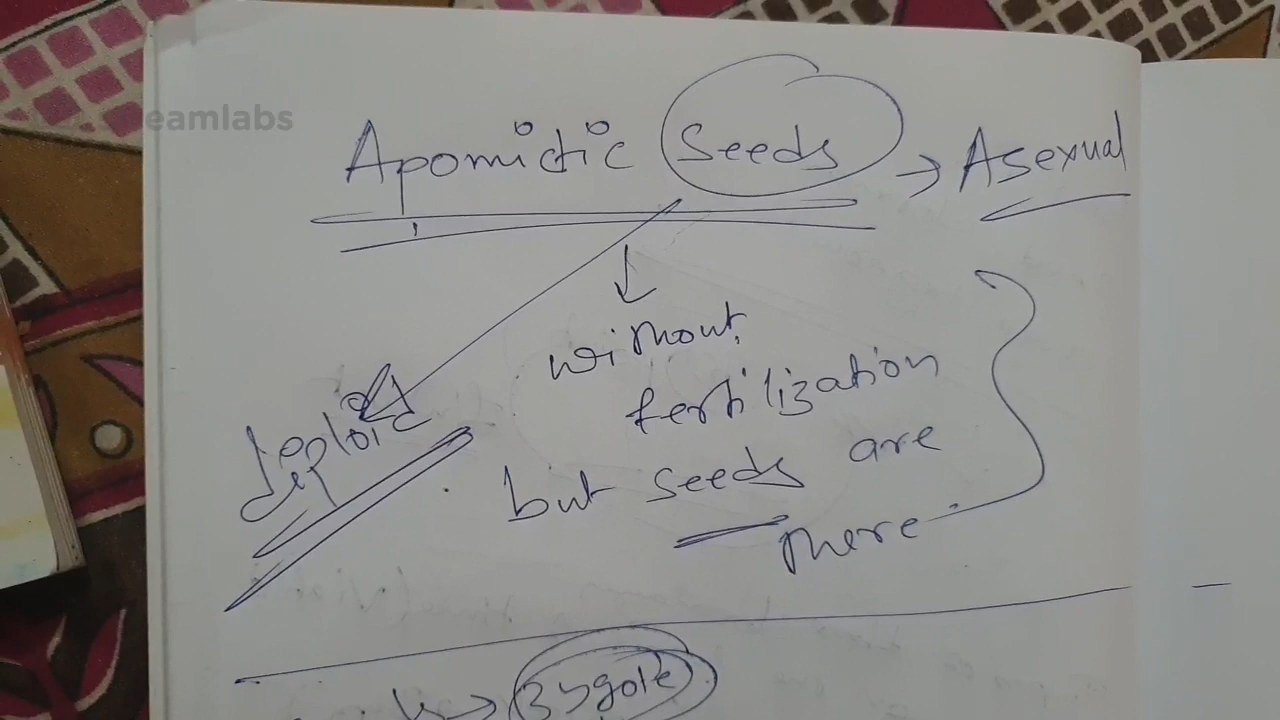 eamlabs
Apomictic Seeds → Asexual
↓
without
fertilization
but seeds are
there
diploid
→ zygote